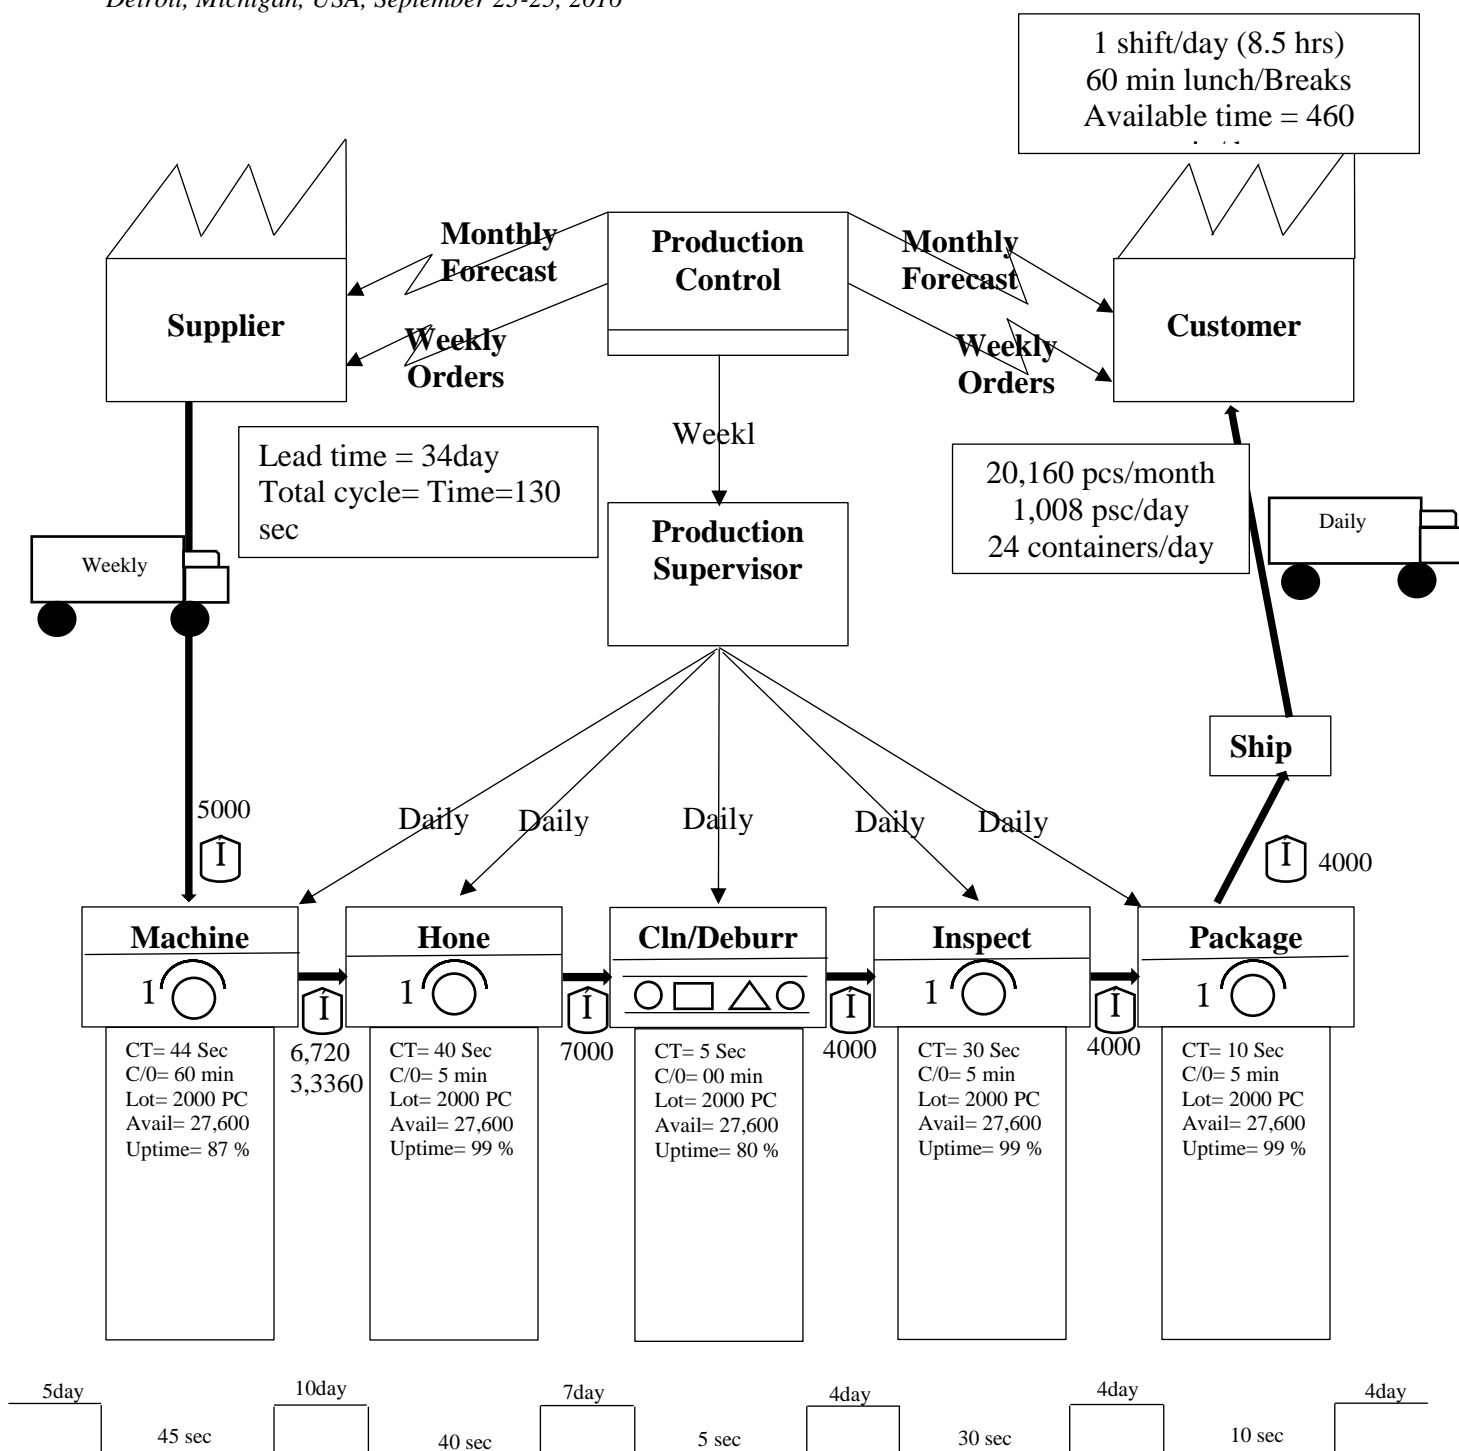 Detroit, Michigan, USA, September 23-25, 2016
1 shift/day (8.5 hrs)
60 min lunch/Breaks
Available time = 460
Monthly
Forecast
Production
Control
Monthly
Forecast
Supplier
Weekly
Orders
Weekly
Orders
Customer
Weekl
Lead time = 34day
Total cycle= Time=130
sec
20,160 pcs/month
1,008 psc/day
24 containers/day
Daily
Weekly
Production
Supervisor
Ship
5000
Í
Daily
Daily
Daily
Daily
Daily
Í
4000
Machine
1
Hone
1
Cln/Deburr
Inspect
1
Package
1
Í
Í
Í
Í
6,720
3,3360
7000
4000
4000
CT= 44 Sec
C/0= 60 min
Lot= 2000 PC
Avail= 27,600
Uptime= 87 %
CT= 40 Sec
C/0= 5 min
Lot= 2000 PC
Avail= 27,600
Uptime= 99 %
CT= 5 Sec
C/0= 00 min
Lot= 2000 PC
Avail= 27,600
Uptime= 80 %
CT= 30 Sec
C/0= 5 min
Lot= 2000 PC
Avail= 27,600
Uptime= 99 %
CT= 10 Sec
C/0= 5 min
Lot= 2000 PC
Avail= 27,600
Uptime= 99 %
5day
10day
7day
4day
4day
4day
45 sec
40 sec
5 sec
30 sec
10 sec